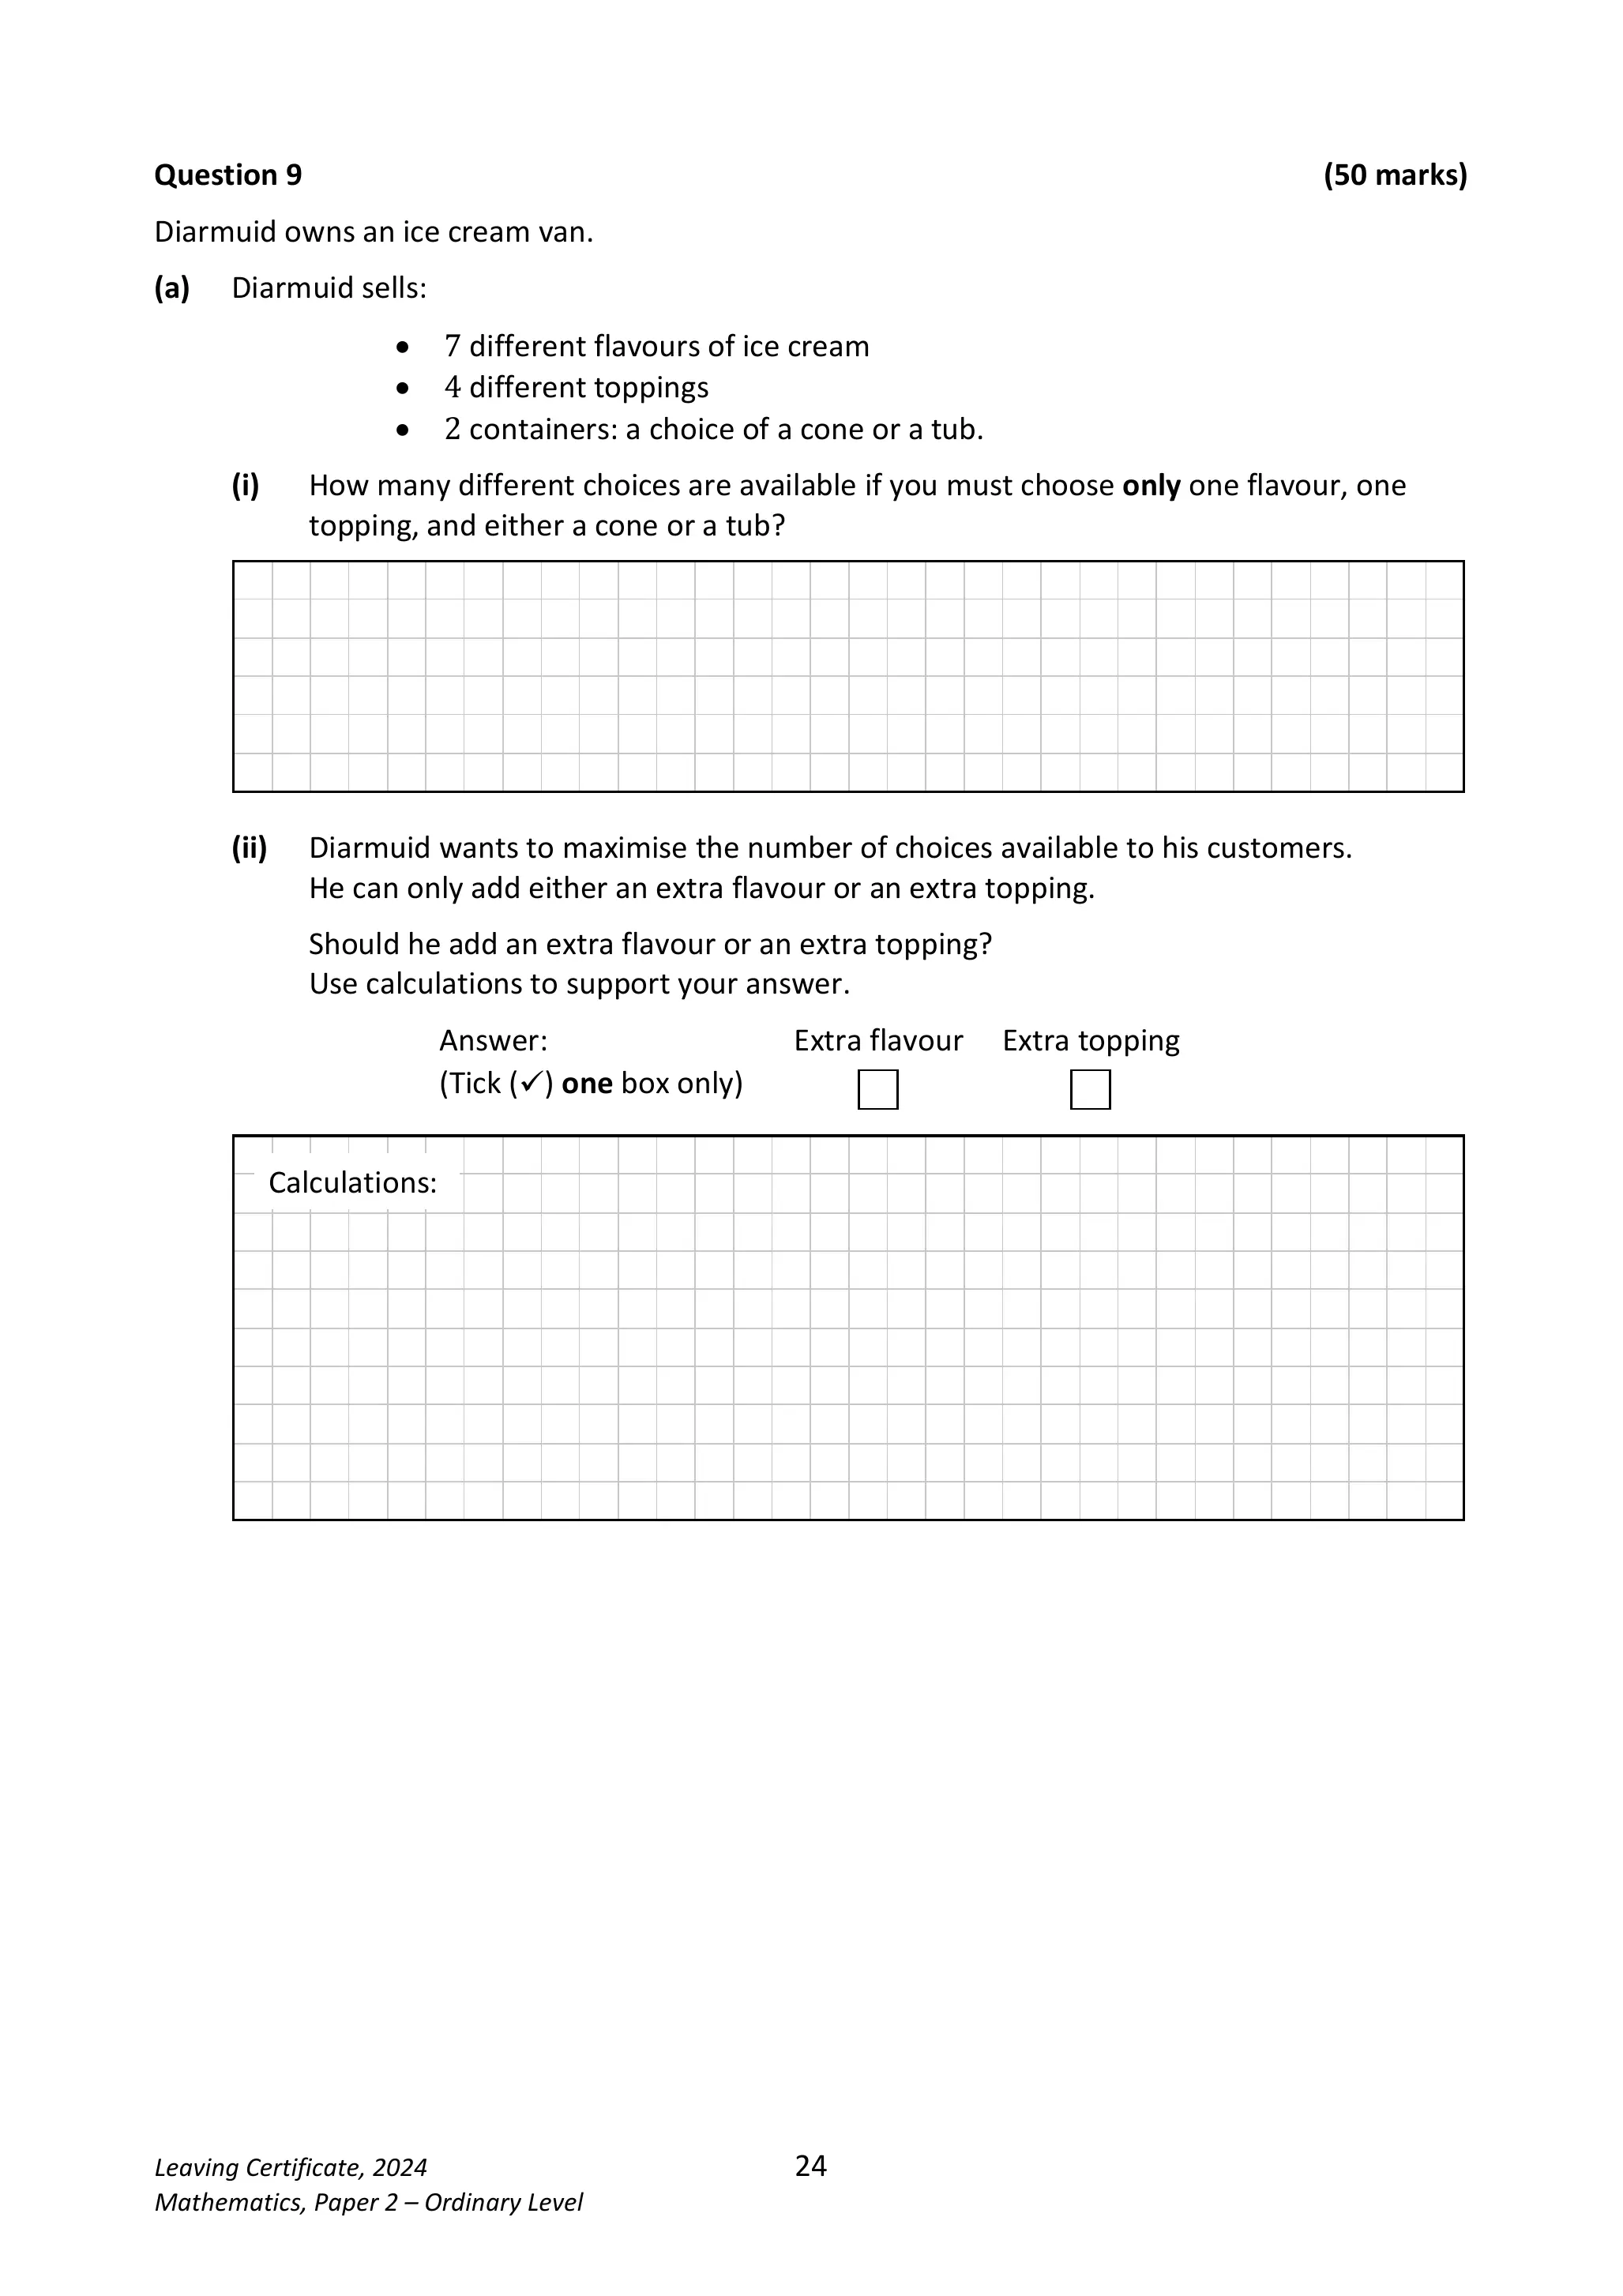 Question 9 (50 marks)
Diarmuid owns an ice cream van.
(a) Diarmuid sells:
• 7 different flavours of ice cream
• 4 different toppings
• 2 containers: a choice of a cone or a tub.
(i) How many different choices are available if you must choose only one flavour, one
topping, and either a cone or a tub?
(ii) Diarmuid wants to maximise the number of choices available to his customers.
He can only add either an extra flavour or an extra topping.
Should he add an extra flavour or an extra topping?
Use calculations to support your answer.
Answer: Extra flavour Extra topping
(Tick (✓) one box only)
Calculations:
Leaving Certificate, 2024 24
Mathematics, Paper 2 – Ordinary Level